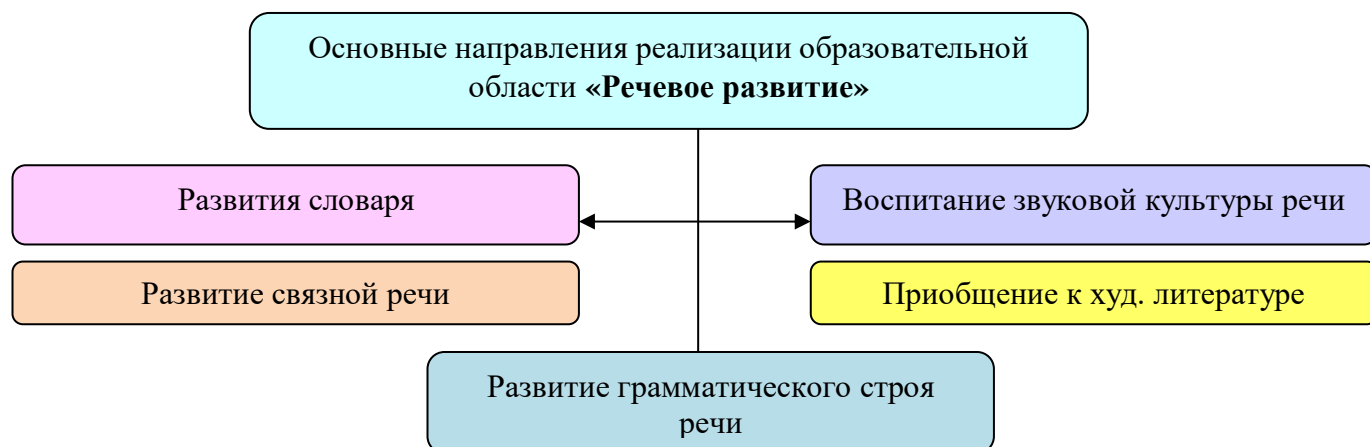 Основные направления реализации образовательной
области «Речевое развитие»
Развития словаря
Воспитание звуковой культуры речи
Развитие связной речи
Приобщение к худ. литературе
Развитие грамматического строя
речи